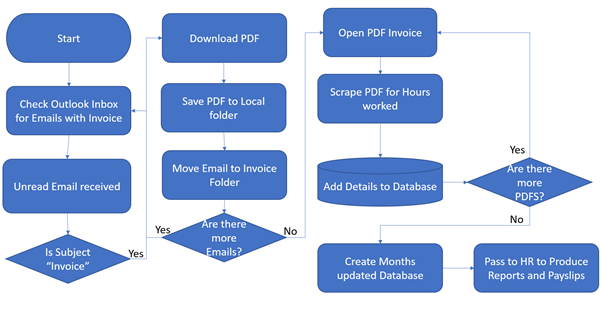 Start
Check Outlook Inbox
for Emails with Invoice
Unread Email received
Is Subject
“Invoice”
Yes
Download PDF
Save PDF to Local
folder
Move Email to Invoice
Folder
Yes
Are there
more
Emails?
No
Open PDF Invoice
Scrape PDF for Hours
worked
Add Details to Database
Yes
Are there
more
PDFS?
No
Create Months
updated Database
Pass to HR to Produce
Reports and Payslips